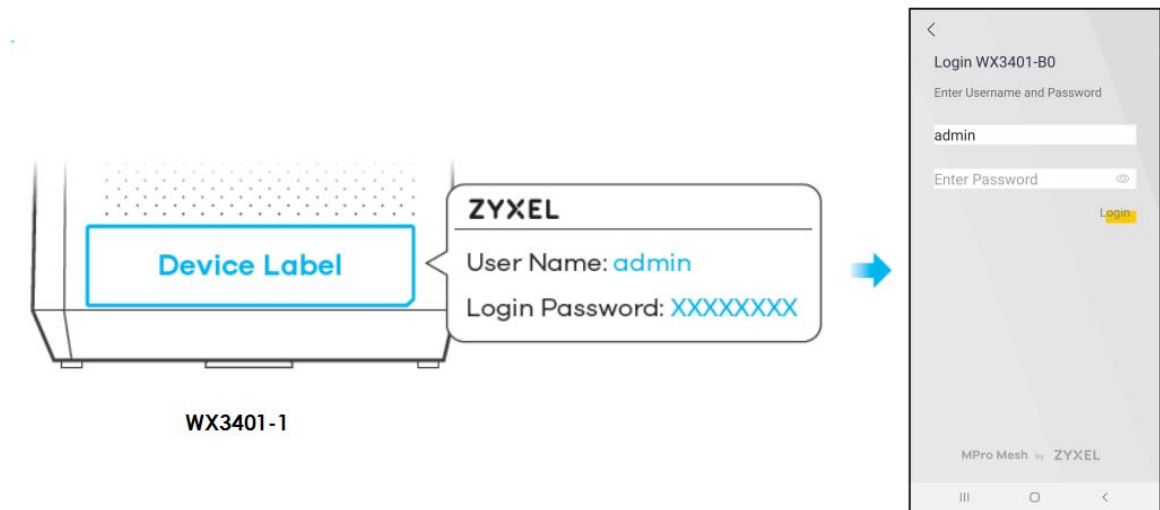 Device Label
ZYXEL
User Name: admin
Login Password: XXXXXXXX
WX3401-1
Login WX3401-B0
Enter Username and Password
admin
Enter Password
Login
MPro Mesh by ZYXEL